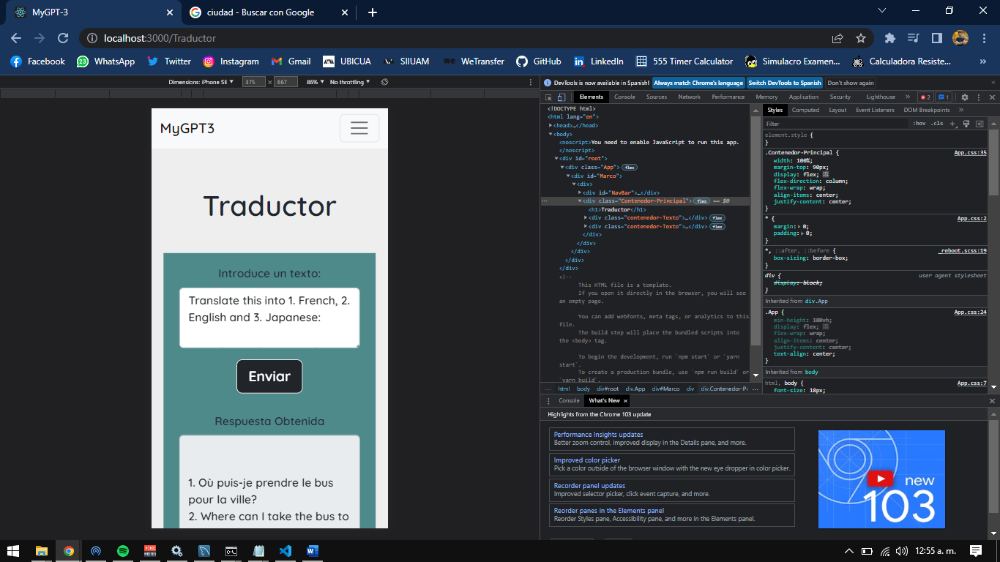 MyGPT-3
ciudad - Buscar con Google
localhost:3000/Traductor
Facebook
WhatsApp
Twitter
Instagram
Gmail
UBICUA
SIIUAM
WeTransfer
GitHub
LinkedIn
555 Timer Calculator
Simulacro Examen...
Calculadora Resiste...
»
Dimensions: iPhone SE ▼ 375 × 667 86% ▼ No throttling ▼
MyGPT3
Traductor
Introduce un texto:
Translate this into 1. French, 2.
English and 3. Japanese:
Enviar
Respuesta Obtenida
1. Où puis-je prendre le bus
pour la ville?
2. Where can I take the bus to
DevTools is now available in Spanish! Always match Chrome's language Switch DevTools to Spanish Don't show again
Elements Console Sources Network Performance Memory Application Security Lighthouse » 2 1
<!DOCTYPE html>
<html lang="en">
<head>…</head>
<body>
<noscript>You need to enable JavaScript to run this app.
</noscript>
<div id="root">
<div class="App"> flex
<div id="Marco">
<div>
<div id="NavBar">…</div>
<div class="Contenedor-Principal"> flex == $0
<h1>Traductor</h1>
<div class="contenedor-Texto">…</div> flex
<div class="contenedor-Texto">…</div> flex
</div>
</div>
</div>
</div>
</div>
<!--
This HTML file is a template.
If you open it directly in the browser, you will see
an empty page.
You can add webfonts, meta tags, or analytics to this
file.
The build step will place the bundled scripts into
the <body> tag.
To begin the development, run `npm start` or `yarn
start`.
To create a production bundle, use `npm run build` or
`yarn build`.
... html body div#root div.App div#Marco div div.Contenedor-Pr ...
Styles Computed Layout Event Listeners DOM Breakpoints »
Filter :hov .cls +
element.style {
}
.Contenedor-Principal { App.css:35
width: 100%;
margin-top: 90px;
display: flex;
flex-direction: column;
flex-wrap: wrap;
align-items: center;
justify-content: center;
}
* { App.css:2
margin: 0;
padding: 0;
}
*, ::after, ::before { _reboot.scss:19
box-sizing: border-box;
}
div { user agent stylesheet
display: block;
}
Inherited from div.App
.App { App.css:24
min-height: 100vh;
display: flex;
flex-wrap: wrap;
align-items: center;
justify-content: center;
text-align: center;
}
Inherited from body
html, body { App.css:7
font-size: 18px;
Console What's New ×
Highlights from the Chrome 103 update
Performance Insights updates
Better zoom control, improved display in the Details pane, and more.
Improved color picker
Pick a color outside of the browser window with the new eye dropper in color picker.
Recorder panel updates
Improved selector picker, click event capture, and more.
Reorder panes in the Elements panel
Reorder Styles pane, Accessibility pane, and more in the Elements panel.
new
103
VOICE
MEETER
C:\.
12:55 a. m.